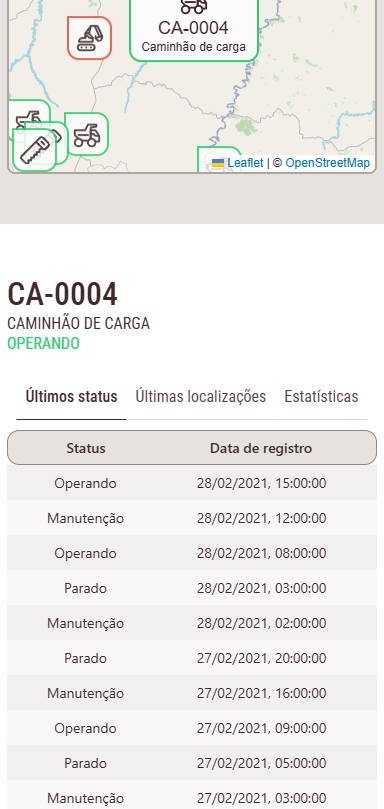 CA-0004
Caminhão de carga
Leaflet | © OpenStreetMap
CA-0004
CAMINHÃO DE CARGA
OPERANDO
Últimos status Últimas localizações Estatísticas
Status Data de registro
Operando 28/02/2021, 15:00:00
Manutenção 28/02/2021, 12:00:00
Operando 28/02/2021, 08:00:00
Parado 28/02/2021, 03:00:00
Manutenção 28/02/2021, 02:00:00
Parado 27/02/2021, 20:00:00
Manutenção 27/02/2021, 16:00:00
Operando 27/02/2021, 09:00:00
Parado 27/02/2021, 05:00:00
Manutenção 27/02/2021, 03:00:00